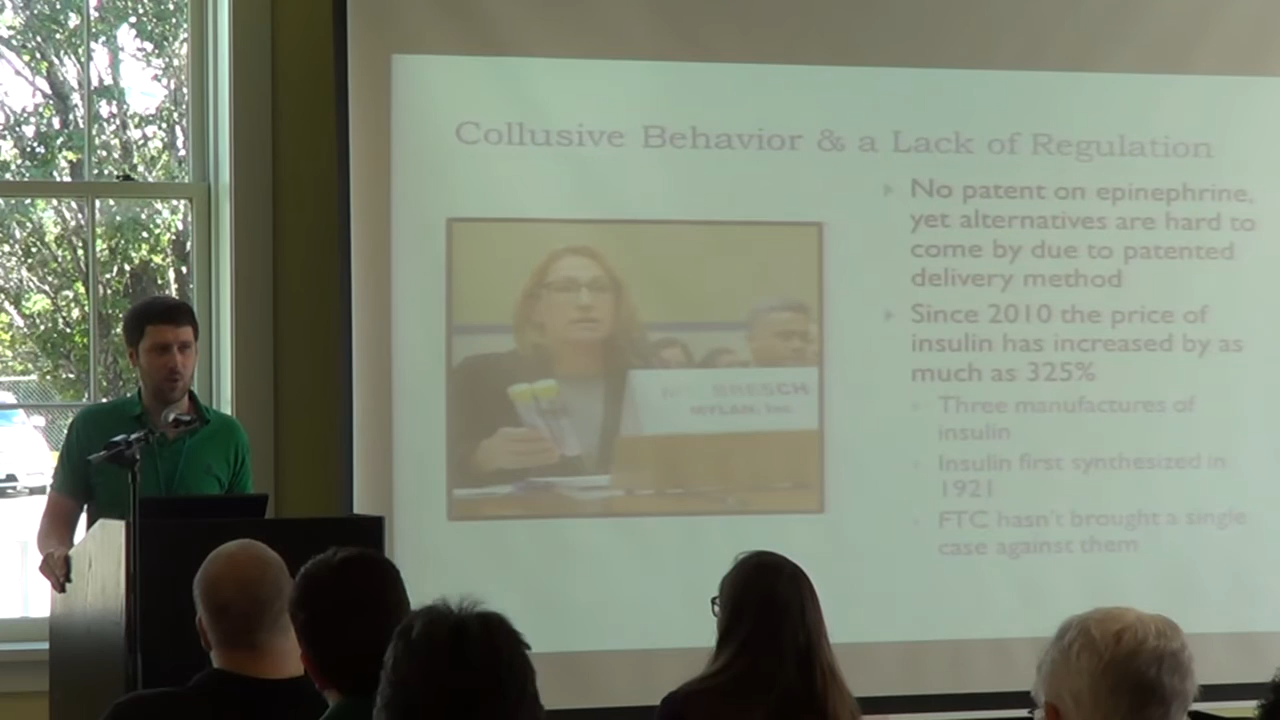 Collusive Behavior & a Lack of Regulation
No patent on epinephrine,
yet alternatives are hard to
come by due to patented
delivery method
Since 2010 the price of
insulin has increased by as
much as 325%
Three manufactures of
insulin
Insulin first synthesized in
1921
FTC hasn't brought a single
case against them
BRESCH
MYLAN, Inc.